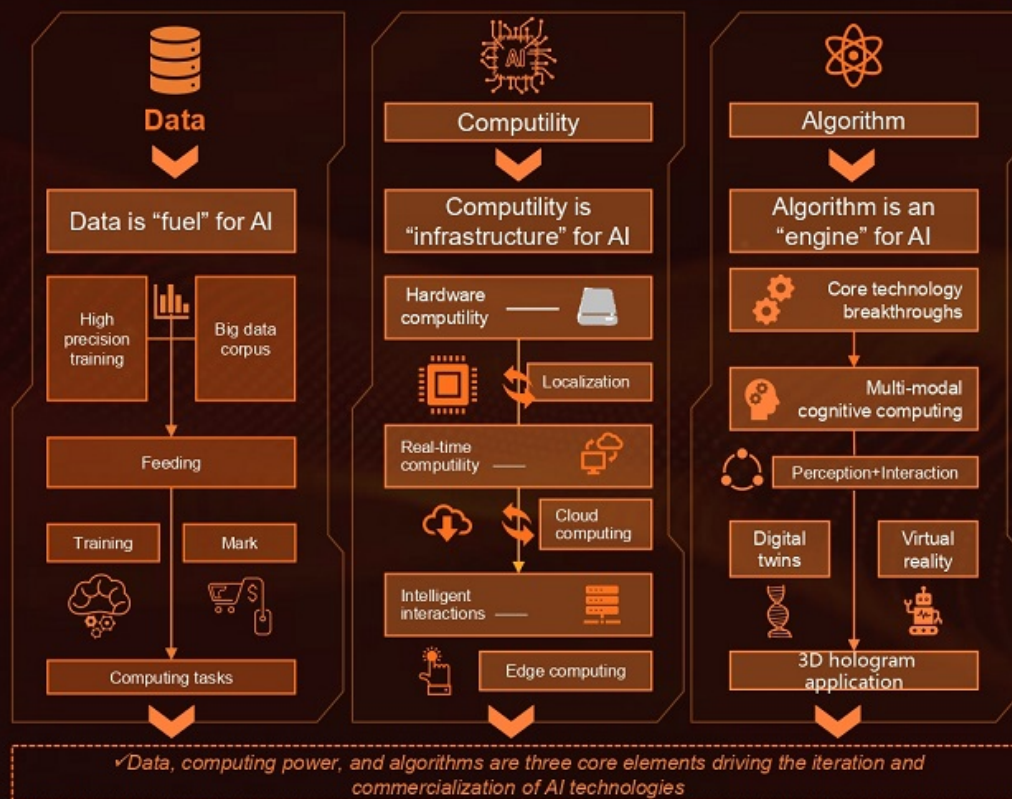 Data
Data is “fuel” for AI
High
precision
training
Big data
corpus
Feeding
Training
Mark
Computing tasks
AI
Computility
Computility is
“infrastructure” for AI
Hardware
computility
Localization
Real-time
computility
Cloud
computing
Intelligent
interactions
Edge computing
Algorithm
Algorithm is an
“engine” for AI
Core technology
breakthroughs
Multi-modal
cognitive computing
Perception+Interaction
Digital
twins
Virtual
reality
3D hologram
application
✓Data, computing power, and algorithms are three core elements driving the iteration and
commercialization of AI technologies